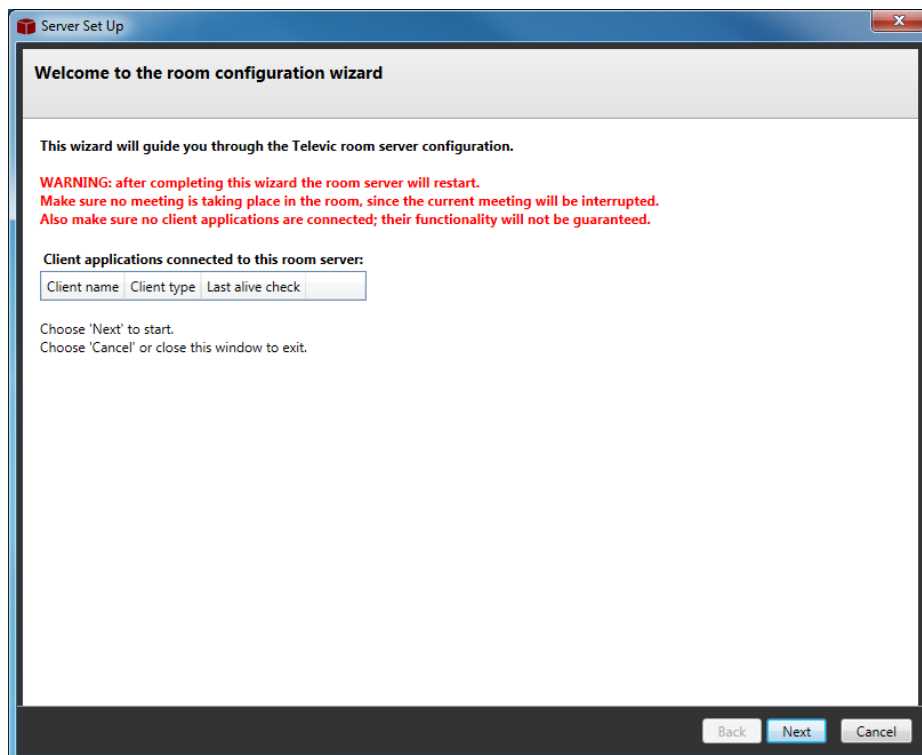 Server Set Up
Welcome to the room configuration wizard
This wizard will guide you through the Televic room server configuration.
WARNING: after completing this wizard the room server will restart.
Make sure no meeting is taking place in the room, since the current meeting will be interrupted.
Also make sure no client applications are connected; their functionality will not be guaranteed.
Client applications connected to this room server:
Client name Client type Last alive check
Choose 'Next' to start.
Choose 'Cancel' or close this window to exit.
Back Next Cancel